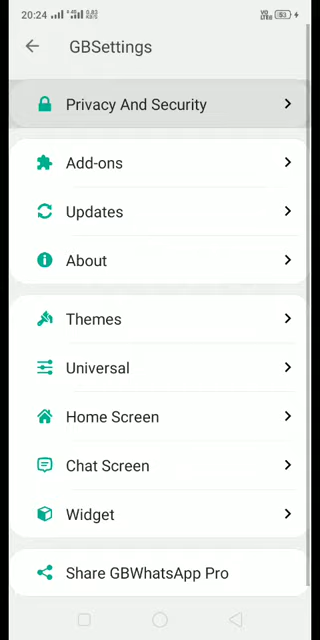 20:24
GBSettings
Privacy And Security
Add-ons
Updates
About
Themes
Universal
Home Screen
Chat Screen
Widget
Share GBWhatsApp Pro